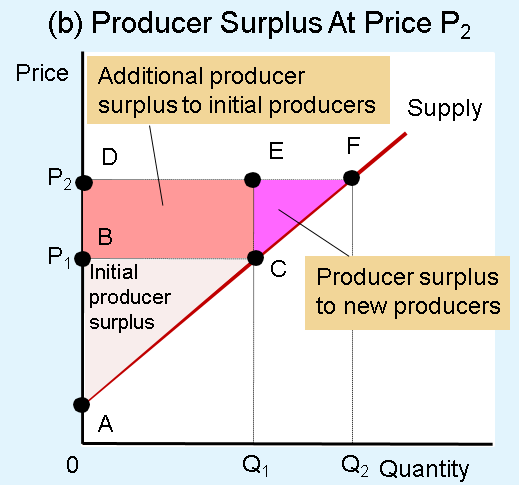 (b) Producer Surplus At Price P₂
Price
Additional producer
surplus to initial producers
Supply
D
E
F
P₂
B
P₁
Initial
producer
surplus
C
Producer surplus
to new producers
A
0
Q₁
Q₂
Quantity